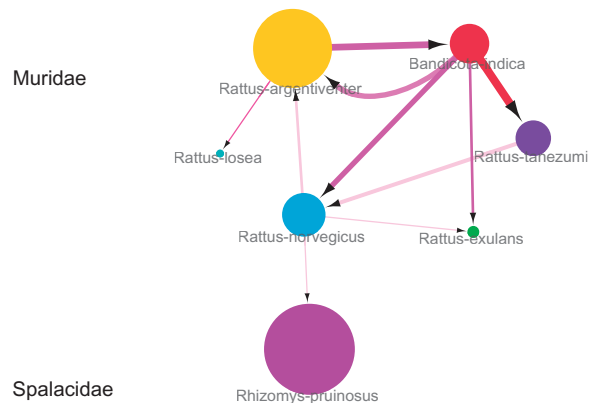 Muridae
Bandicota-indica
Rattus-argentiventer
Rattus-losea
Rattus-tanezumi
Rattus-norvegicus
Rattus-exulans
Spalacidae
Rhizomys-pruinosus